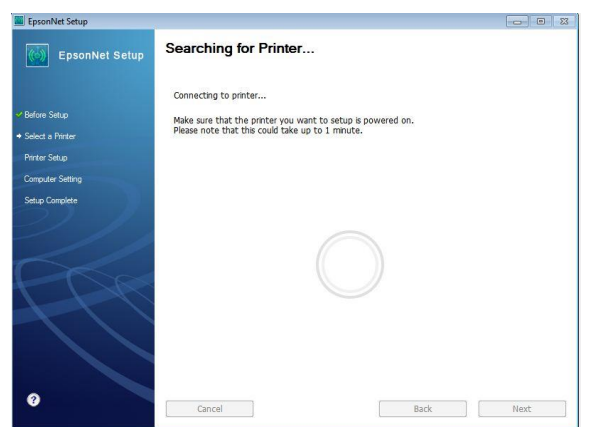 EpsonNet Setup
EpsonNet Setup
Searching for Printer...
Connecting to printer...
Make sure that the printer you want to setup is powered on.
Please note that this could take up to 1 minute.
Before Setup
Select a Printer
Printer Setup
Computer Setting
Setup Complete
?
Cancel
Back
Next